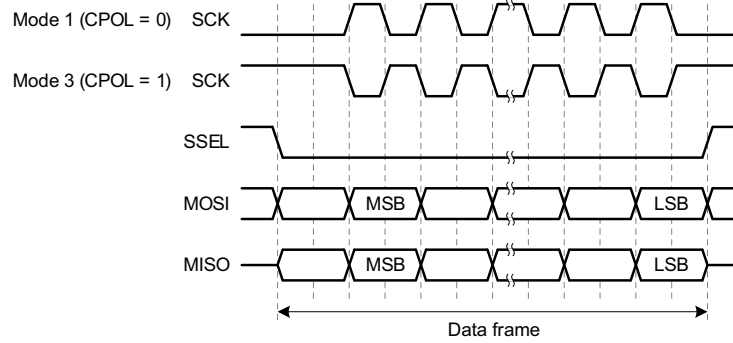 Mode 1 (CPOL = 0) SCK
Mode 3 (CPOL = 1) SCK
SSEL
MOSI MSB LSB
MISO MSB LSB
Data frame